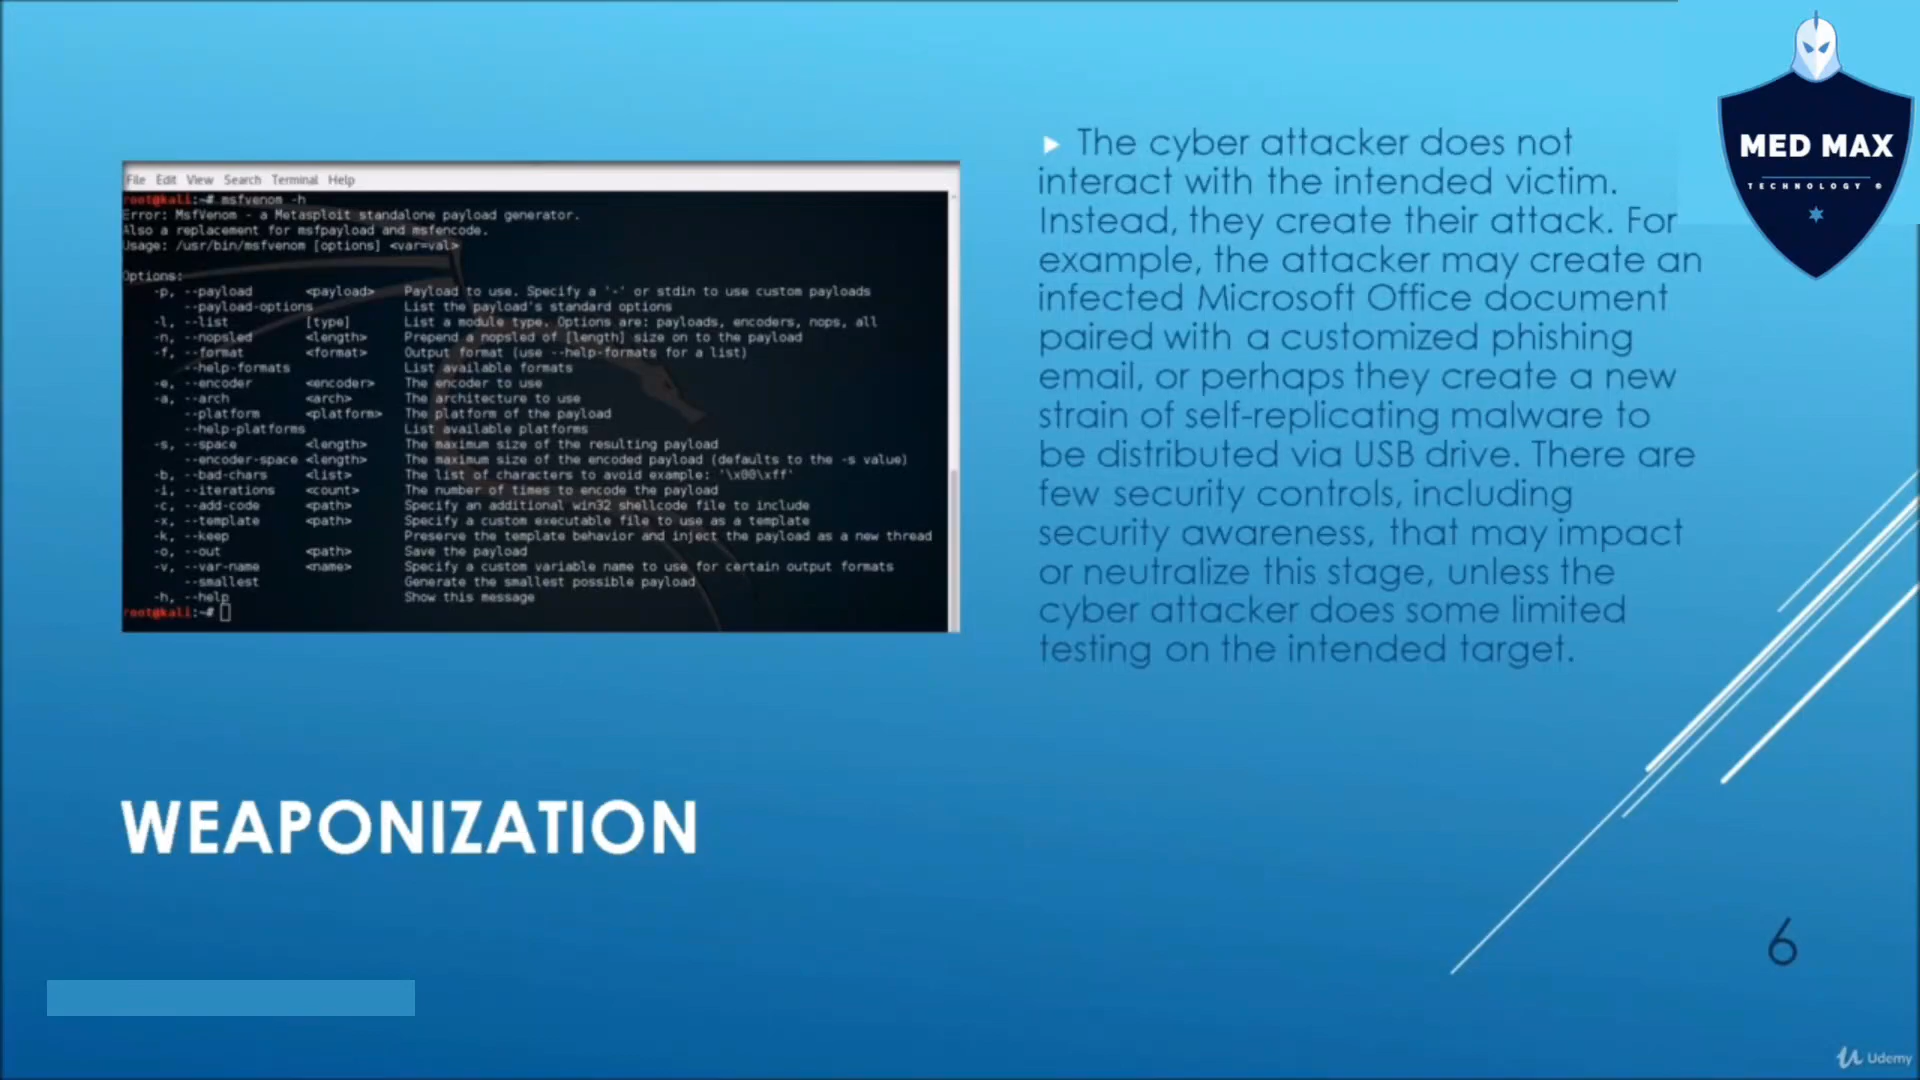 File Edit View Search Terminal Help
root@kali:~# msfvenom -h
Error: MsfVenom - a Metasploit standalone payload generator.
Also a replacement for msfpayload and msfencode.
Usage: /usr/bin/msfvenom [options] <var=val>
Options:
-p, --payload <payload> Payload to use. Specify a '-' or stdin to use custom payloads
--payload-options List the payload's standard options
-l, --list [type] List a module type. Options are: payloads, encoders, nops, all
-n, --nopsled <length> Prepend a nopsled of [length] size on to the payload
-f, --format <format> Output format (use --help-formats for a list)
--help-formats List available formats
-e, --encoder <encoder> The encoder to use
-a, --arch <arch> The architecture to use
--platform <platform> The platform of the payload
--help-platforms List available platforms
-s, --space <length> The maximum size of the resulting payload
--encoder-space <length> The maximum size of the encoded payload (defaults to the -s value)
-b, --bad-chars <list> The list of characters to avoid example: '\x00\xff'
-i, --iterations <count> The number of times to encode the payload
-c, --add-code <path> Specify an additional win32 shellcode file to include
-x, --template <path> Specify a custom executable file to use as a template
-k, --keep Preserve the template behavior and inject the payload as a new thread
-o, --out <path> Save the payload
-v, --var-name <name> Specify a custom variable name to use for certain output formats
--smallest Generate the smallest possible payload
-h, --help Show this message
root@kali:~#
The cyber attacker does not
interact with the intended victim.
Instead, they create their attack. For
example, the attacker may create an
infected Microsoft Office document
paired with a customized phishing
email, or perhaps they create a new
strain of self-replicating malware to
be distributed via USB drive. There are
few security controls, including
security awareness, that may impact
or neutralize this stage, unless the
cyber attacker does some limited
testing on the intended target.
MED MAX
TECHNOLOGY ©
WEAPONIZATION
6
Udemy